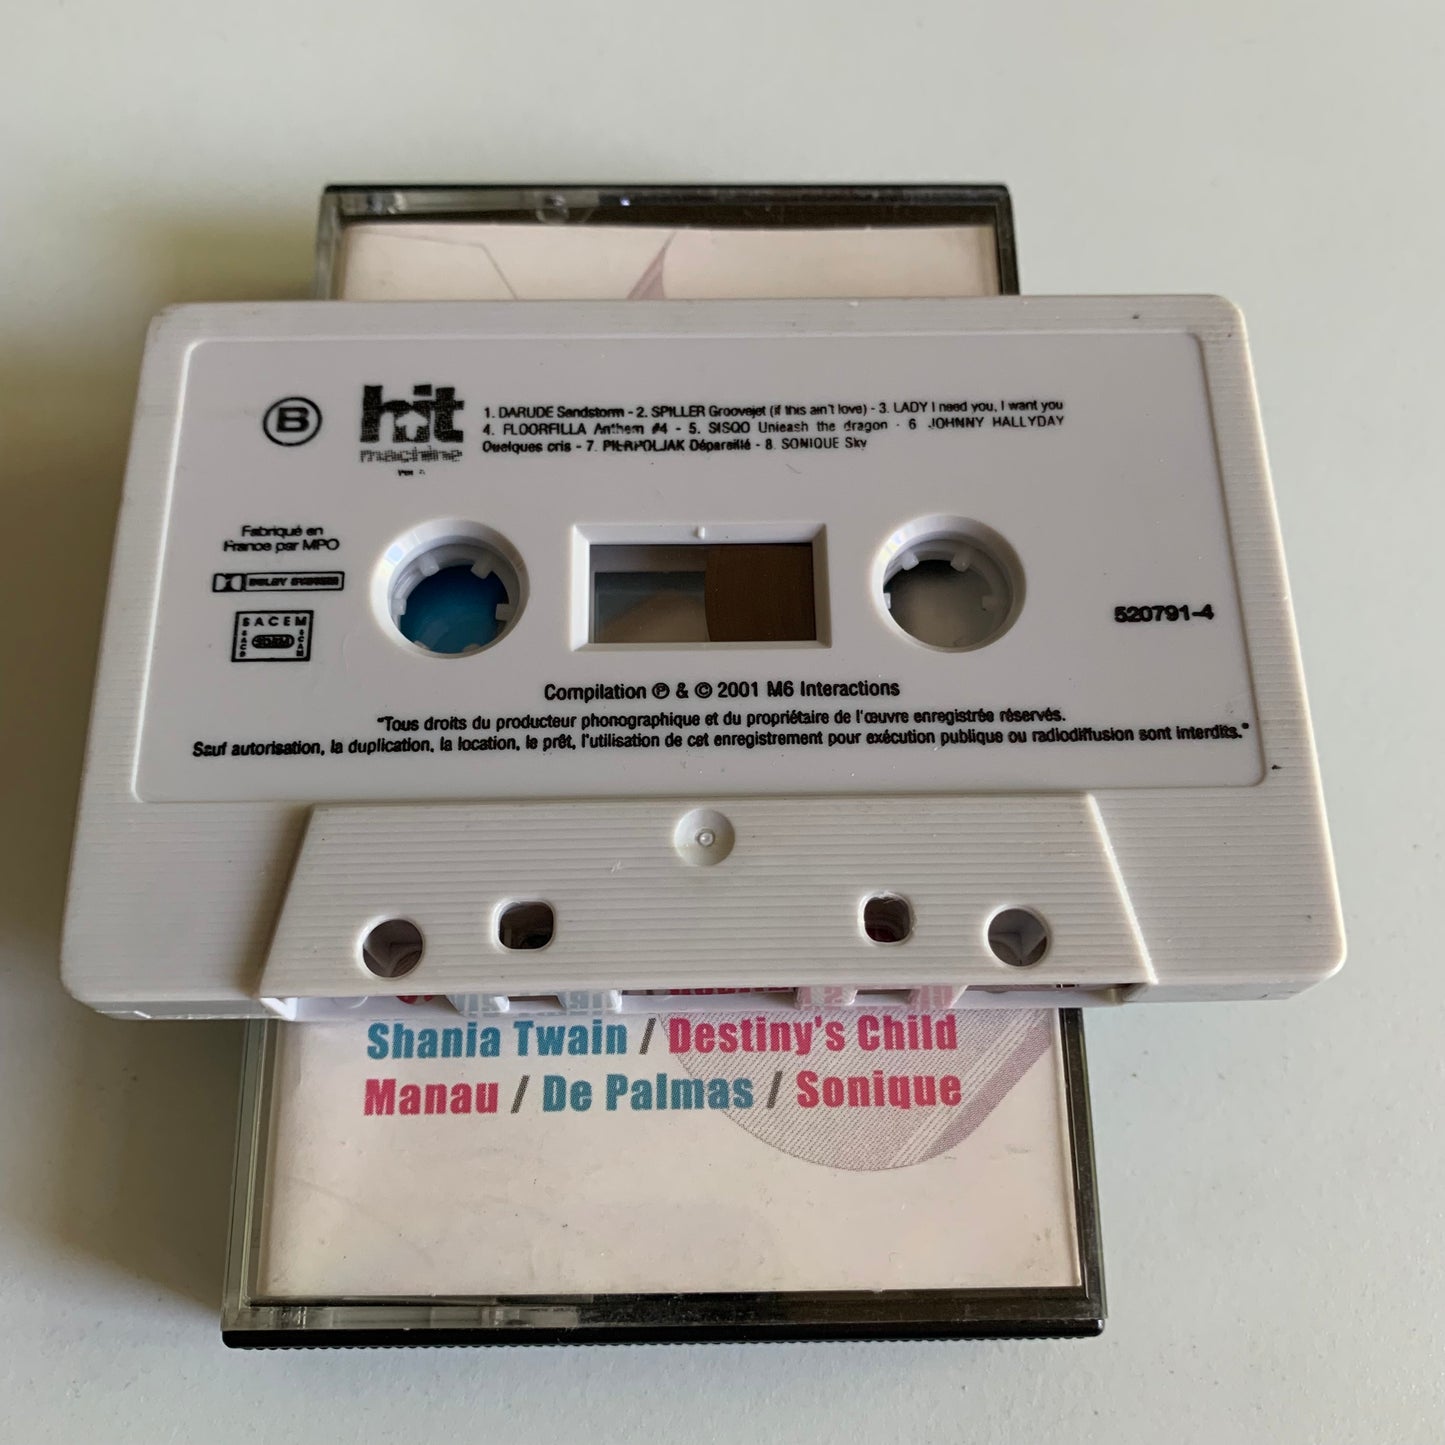 B
hit
machine
1. DARUDE Sandstorm - 2. SPILLER Groovejet (if this ain't love) - 3. LADY I need you, I want you
4. FLOORFILLA Anthem #4 - 5. SISQO Unleash the dragon - 6 JOHNNY HALLYDAY
Quelques cris - 7. PIERPOLJAK Dépareillé - 8. SONIQUE Sky
Fabriqué en
France par MPO
DOLBY SYSTEM
SACEM
SACD
SDRM
SCAM
520791-4
Compilation ℗ & © 2001 M6 Interactions
"Tous droits du producteur phonographique et du propriétaire de l'œuvre enregistrée réservés.
Sauf autorisation, la duplication, la location, le prêt, l'utilisation de cet enregistrement pour exécution publique ou radiodiffusion sont interdits."
Shania Twain / Destiny's Child
Manau / De Palmas / Sonique